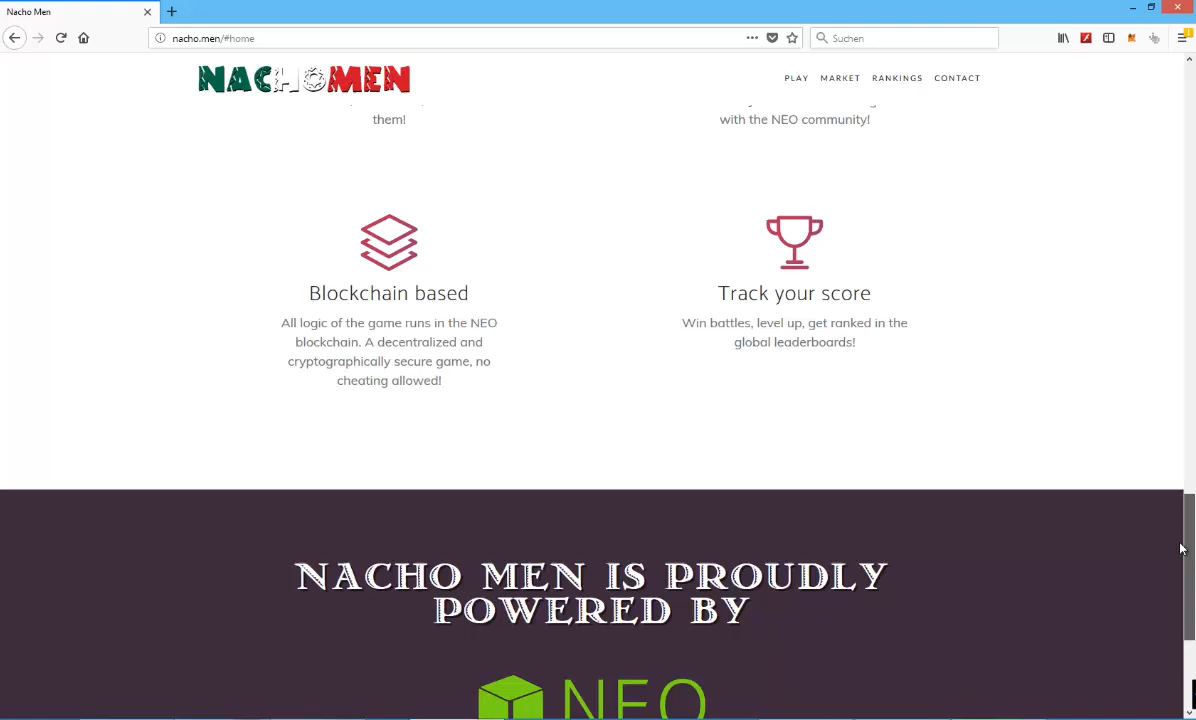 Nacho Men
nacho.men/#home
Suchen
NACHOMEN
PLAY MARKET RANKINGS CONTACT
them!
with the NEO community!
Blockchain based
All logic of the game runs in the NEO
blockchain. A decentralized and
cryptographically secure game, no
cheating allowed!
Track your score
Win battles, level up, get ranked in the
global leaderboards!
NACHO MEN IS PROUDLY
POWERED BY
NEO